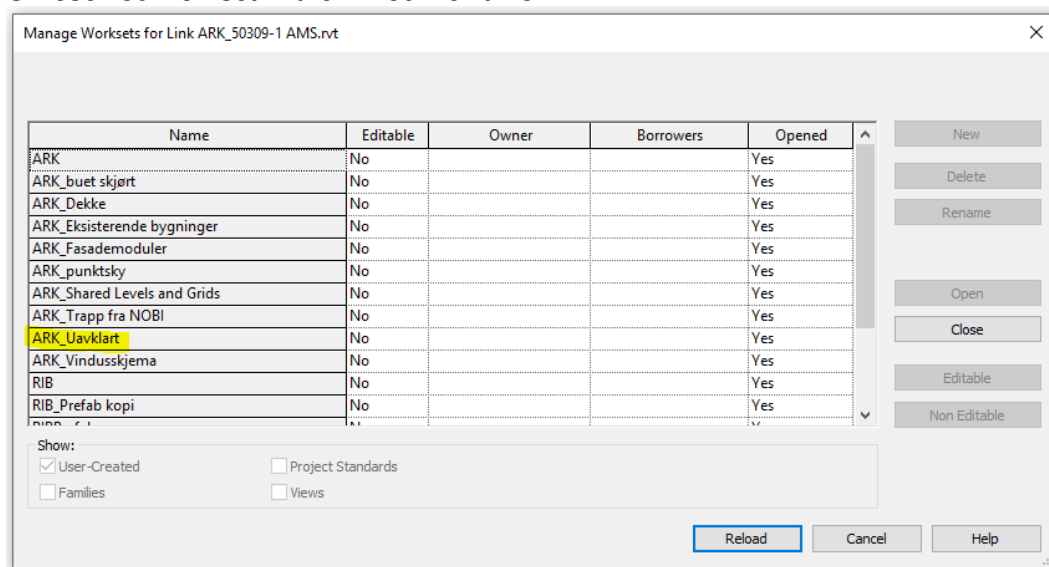 Manage Worksets for Link ARK_50309-1 AMS.rvt
Name Editable Owner Borrowers Opened New
ARK No Yes
ARK_buet skjørt No Yes Delete
ARK_Dekke No Yes
ARK_Eksisterende bygninger No Yes Rename
ARK_Fasademoduler No Yes
ARK_punktsky No Yes
ARK_Shared Levels and Grids No Yes Open
ARK_Trapp fra NOBI No Yes
ARK_Uavklart No Yes Close
ARK_Vindusskjema No Yes
RIB No Yes Editable
RIB_Prefab kopi No Yes Non Editable
Show:
User-Created Project Standards
Families Views
Reload Cancel Help